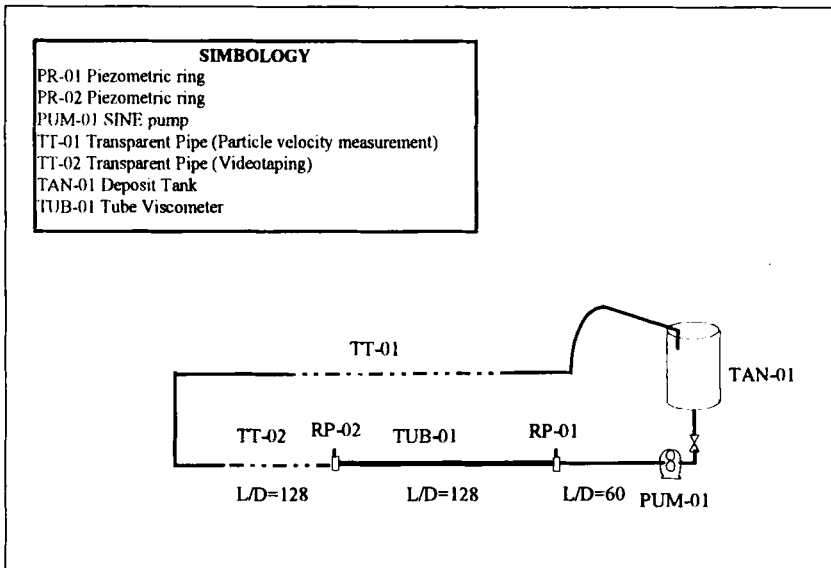 SIMBOLOGY
PR-01 Piezometric ring
PR-02 Piezometric ring
PUM-01 SINE pump
TT-01 Transparent Pipe (Particle velocity measurement)
TT-02 Transparent Pipe (Videotaping)
TAN-01 Deposit Tank
TUB-01 Tube Viscometer
TT-01
TAN-01
TT-02 RP-02 TUB-01 RP-01
L/D=128 L/D=128 L/D=60 PUM-01